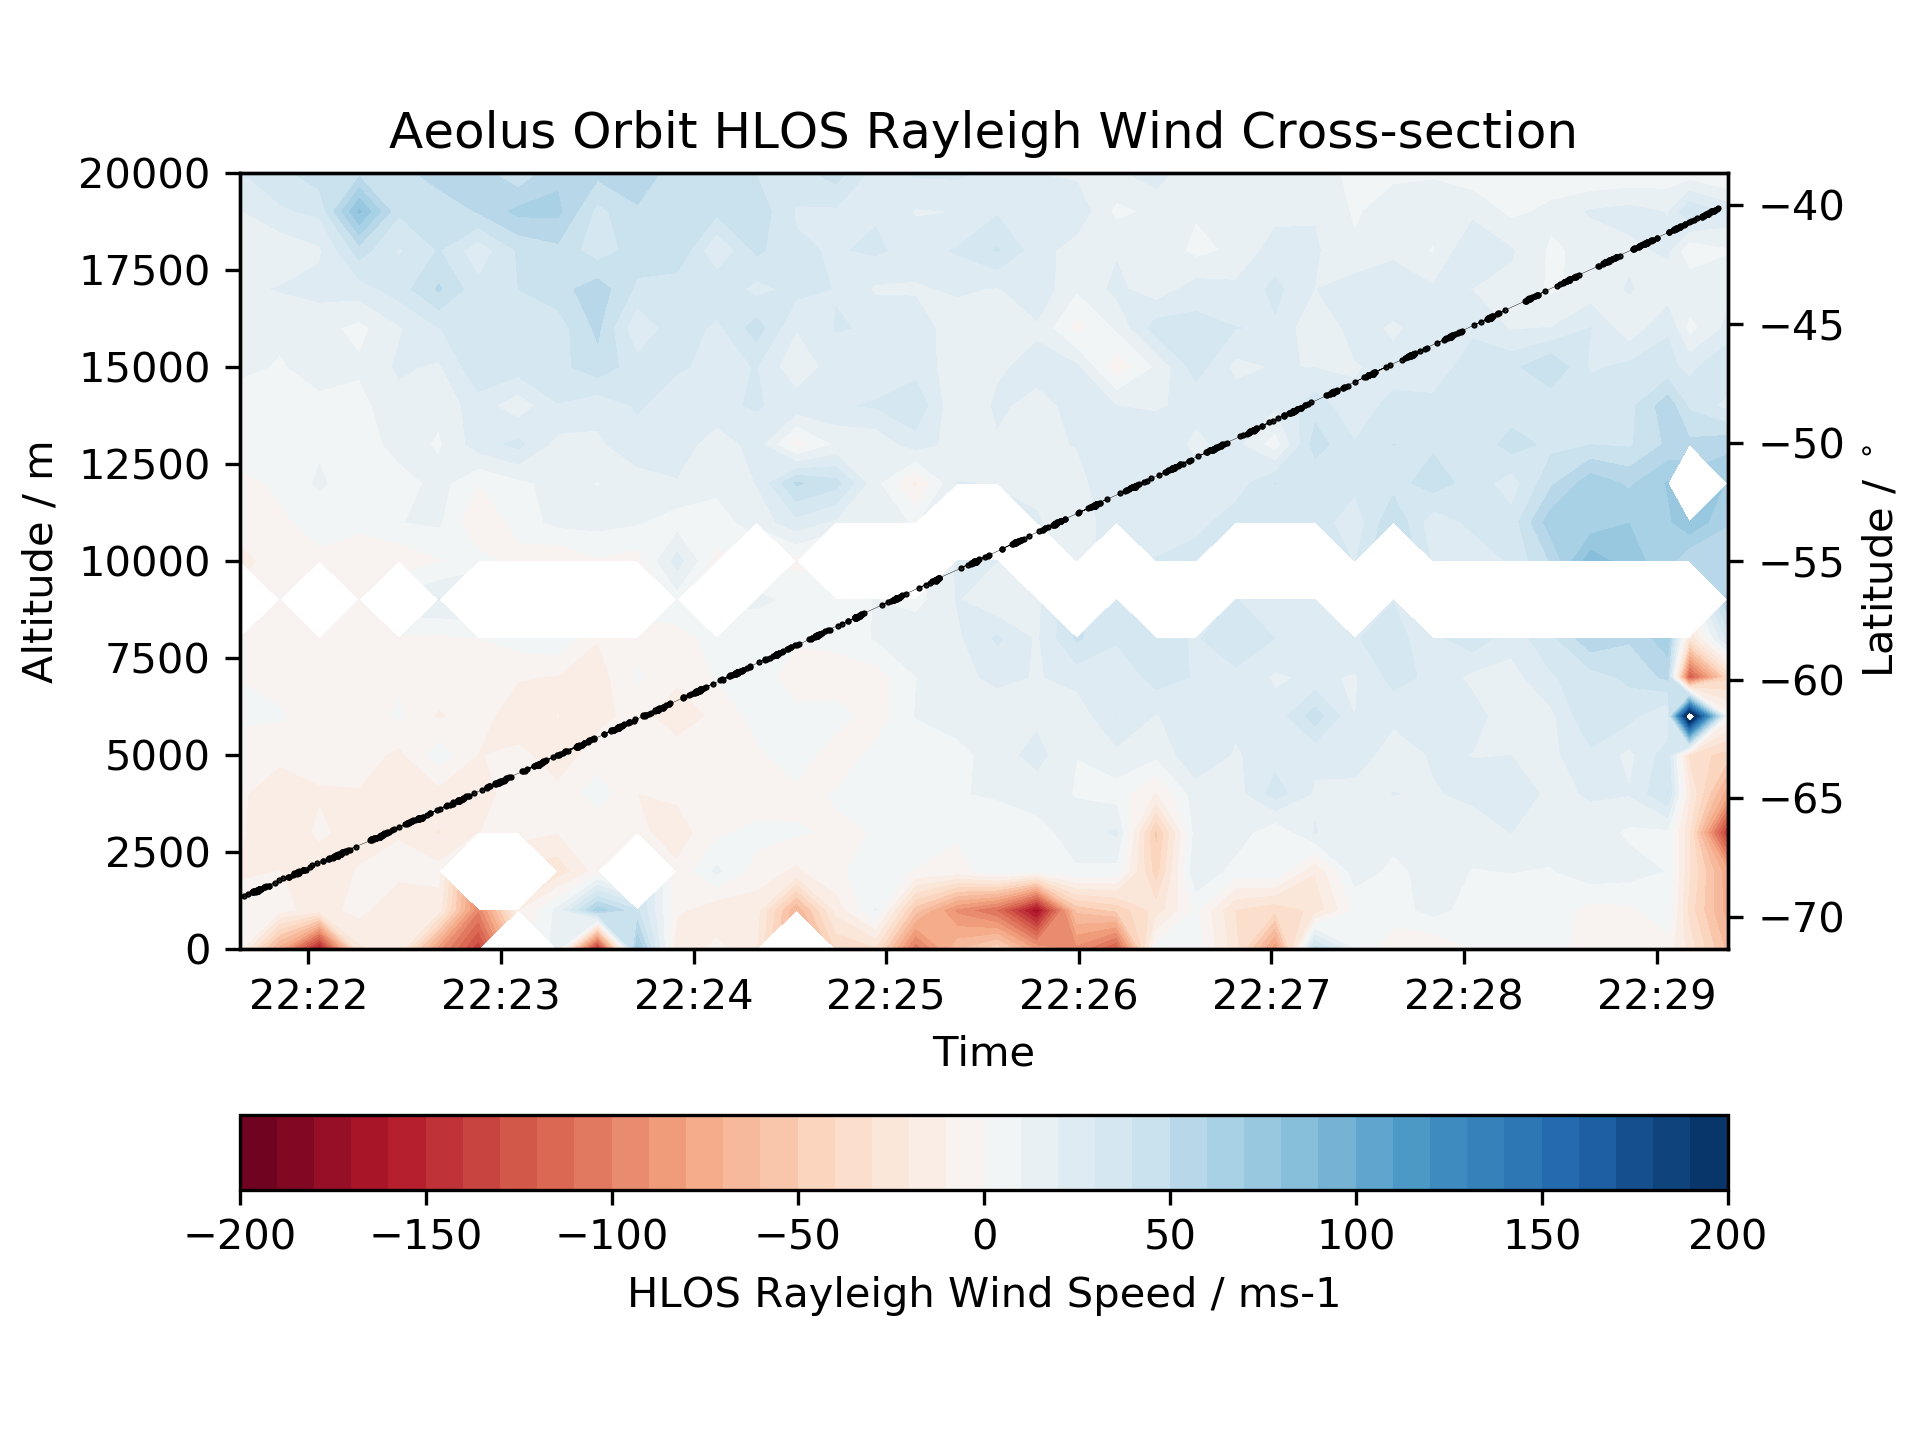 Aeolus Orbit HLOS Rayleigh Wind Cross-section
20000
17500
15000
12500
10000
7500
5000
2500
0
Altitude / m
−40
−45
−50
−55
−60
−65
−70
Latitude / °
22:22 22:23 22:24 22:25 22:26 22:27 22:28 22:29
Time
−200 −150 −100 −50 0 50 100 150 200
HLOS Rayleigh Wind Speed / ms-1